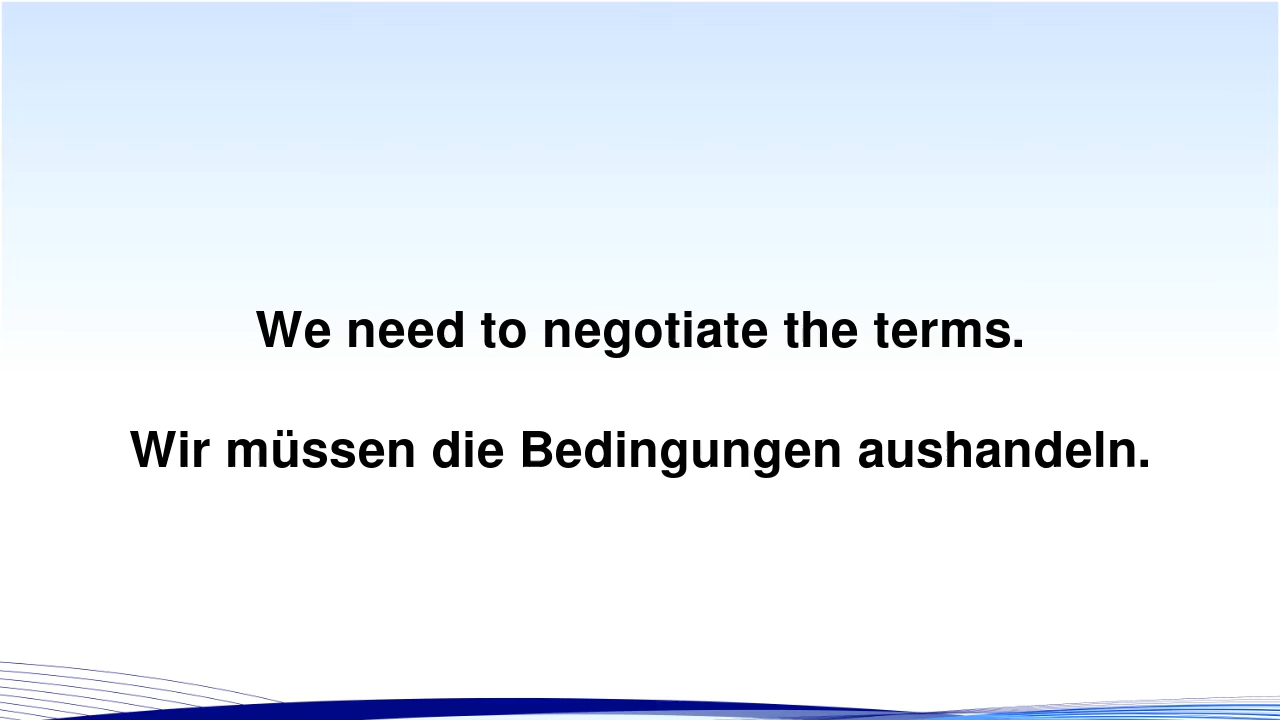 We need to negotiate the terms.
Wir müssen die Bedingungen aushandeln.